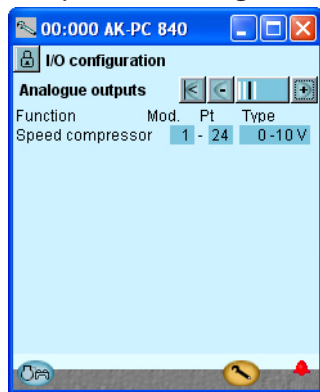 00:000 AK-PC 840
I/O configuration
Analogue outputs
Function Mod. Pt Type
Speed compressor 1 - 24 0 -10 V